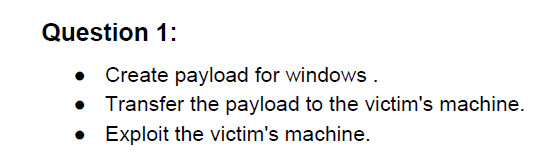 Question 1:
● Create payload for windows .
● Transfer the payload to the victim's machine.
● Exploit the victim's machine.